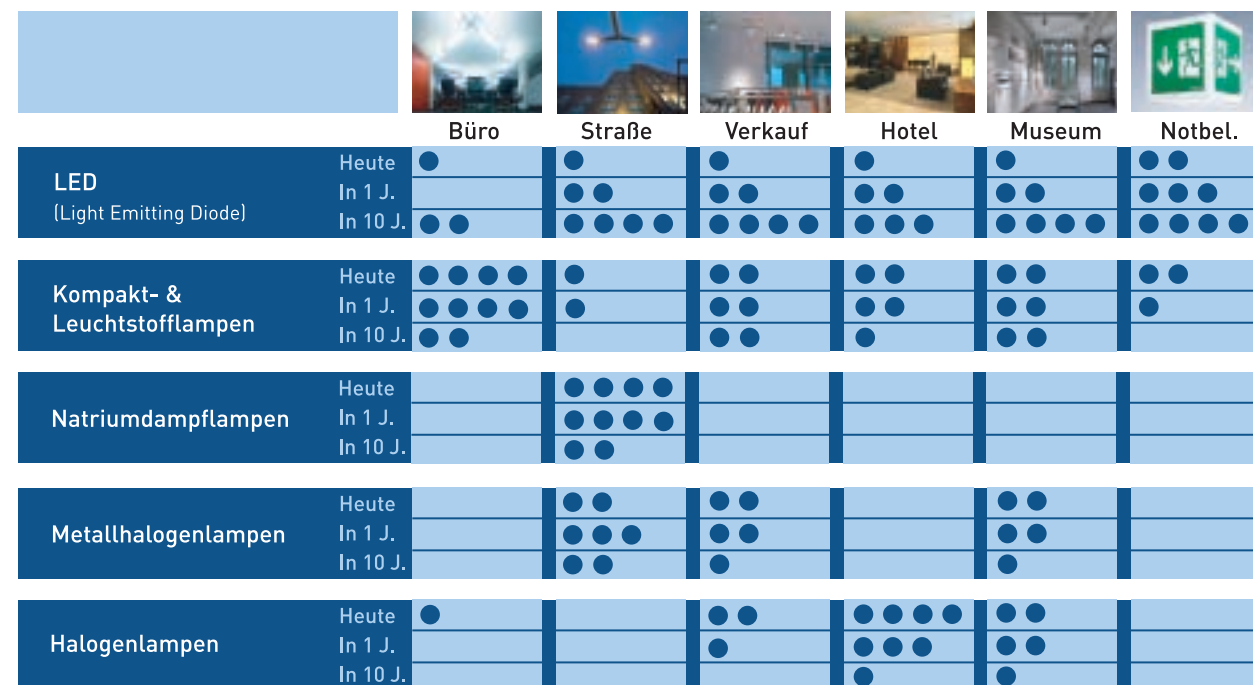 Büro Straße Verkauf Hotel Museum Notbel.
LED
(Light Emitting Diode)
Heute
In 1 J.
In 10 J.
Kompakt- &
Leuchtstofflampen
Heute
In 1 J.
In 10 J.
Natriumdampflampen
Heute
In 1 J.
In 10 J.
Metallhalogenlampen
Heute
In 1 J.
In 10 J.
Halogenlampen
Heute
In 1 J.
In 10 J.